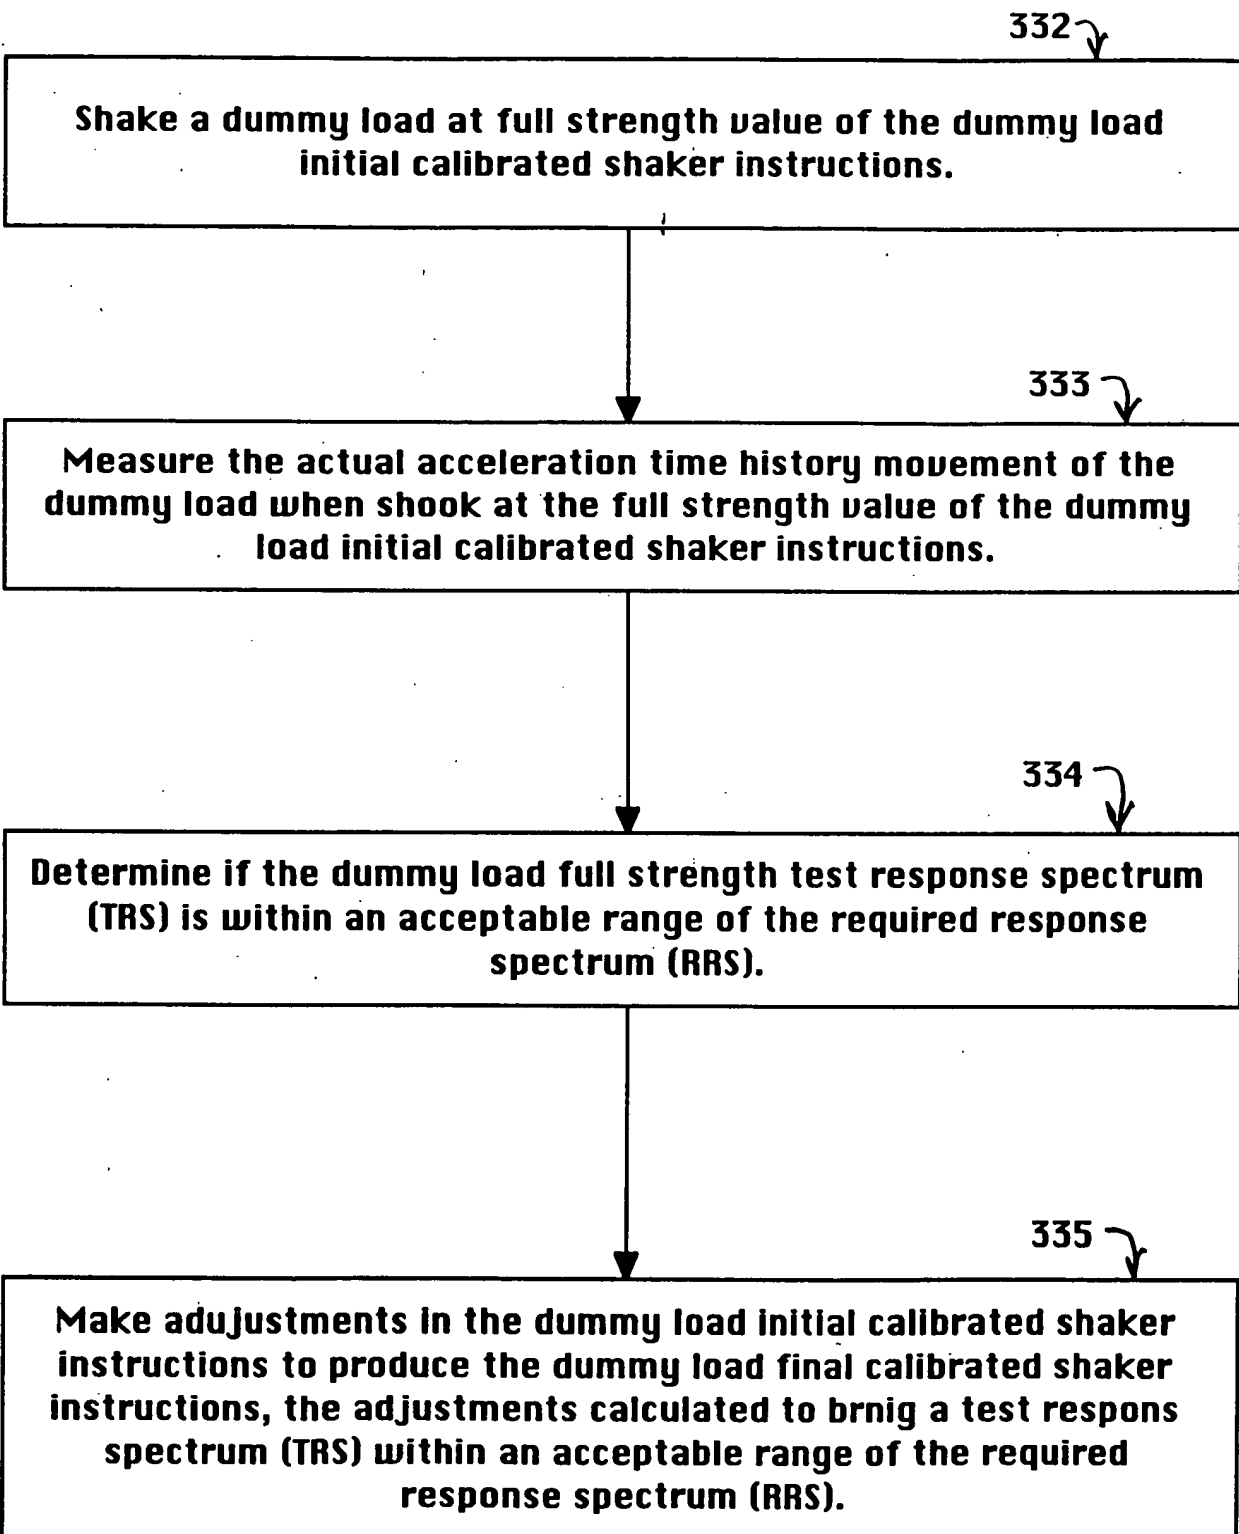 332
Shake a dummy load at full strength value of the dummy load
initial calibrated shaker instructions.
333
Measure the actual acceleration time history movement of the
dummy load when shook at the full strength value of the dummy
load initial calibrated shaker instructions.
334
Determine if the dummy load full strength test response spectrum
(TRS) is within an acceptable range of the required response
spectrum (RRS).
335
Make adujustments in the dummy load initial calibrated shaker
instructions to produce the dummy load final calibrated shaker
instructions, the adjustments calculated to brnig a test respons
spectrum (TRS) within an acceptable range of the required
response spectrum (RRS).